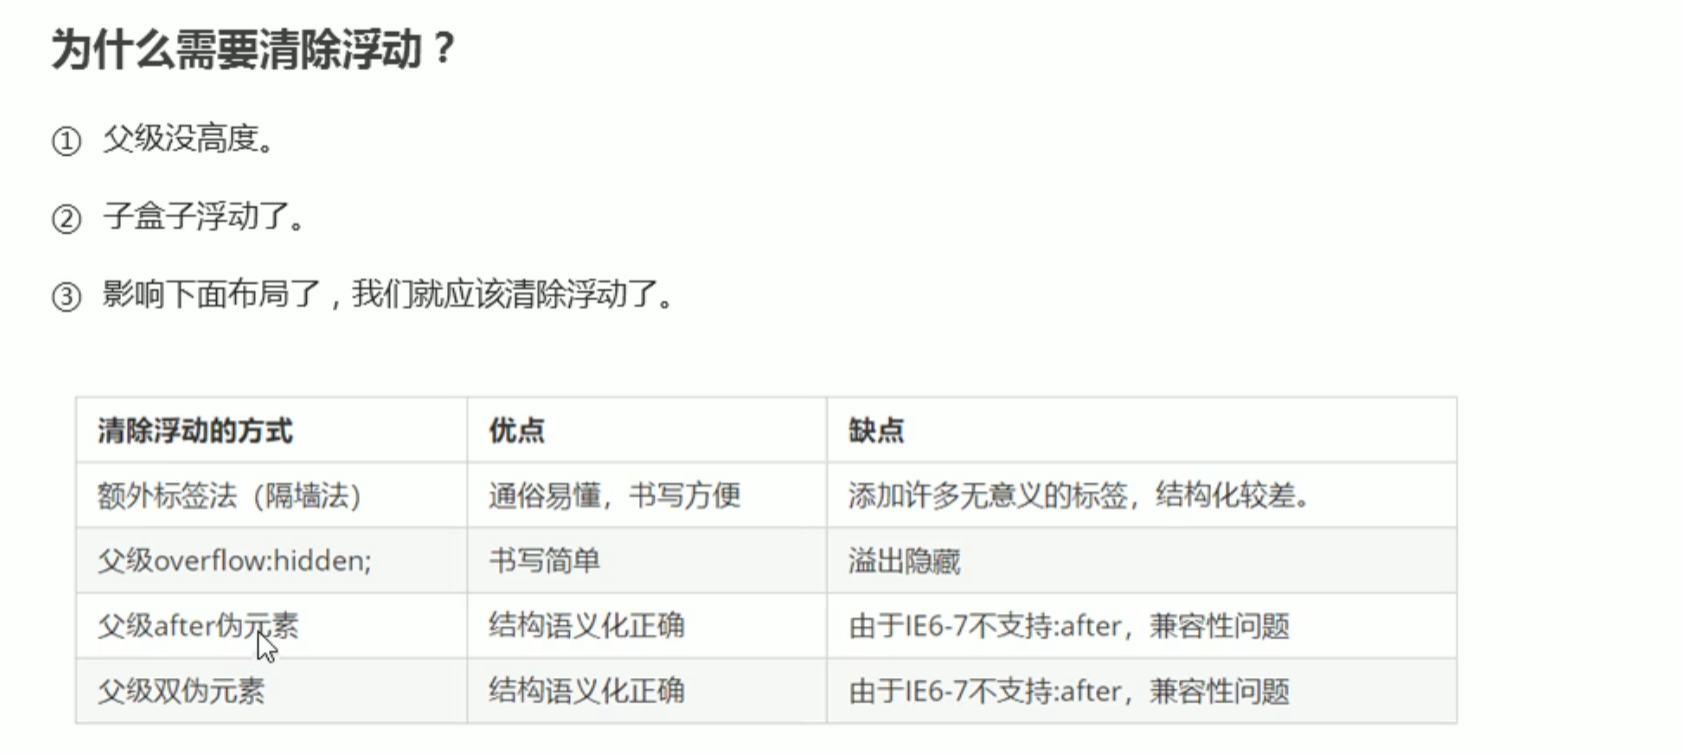 为什么需要清除浮动？
① 父级没高度。
② 子盒子浮动了。
③ 影响下面布局了，我们就应该清除浮动了。
清除浮动的方式 优点 缺点
额外标签法（隔墙法） 通俗易懂，书写方便 添加许多无意义的标签，结构化较差。
父级overflow:hidden; 书写简单 溢出隐藏
父级after伪元素 结构语义化正确 由于IE6-7不支持:after，兼容性问题
父级双伪元素 结构语义化正确 由于IE6-7不支持:after，兼容性问题